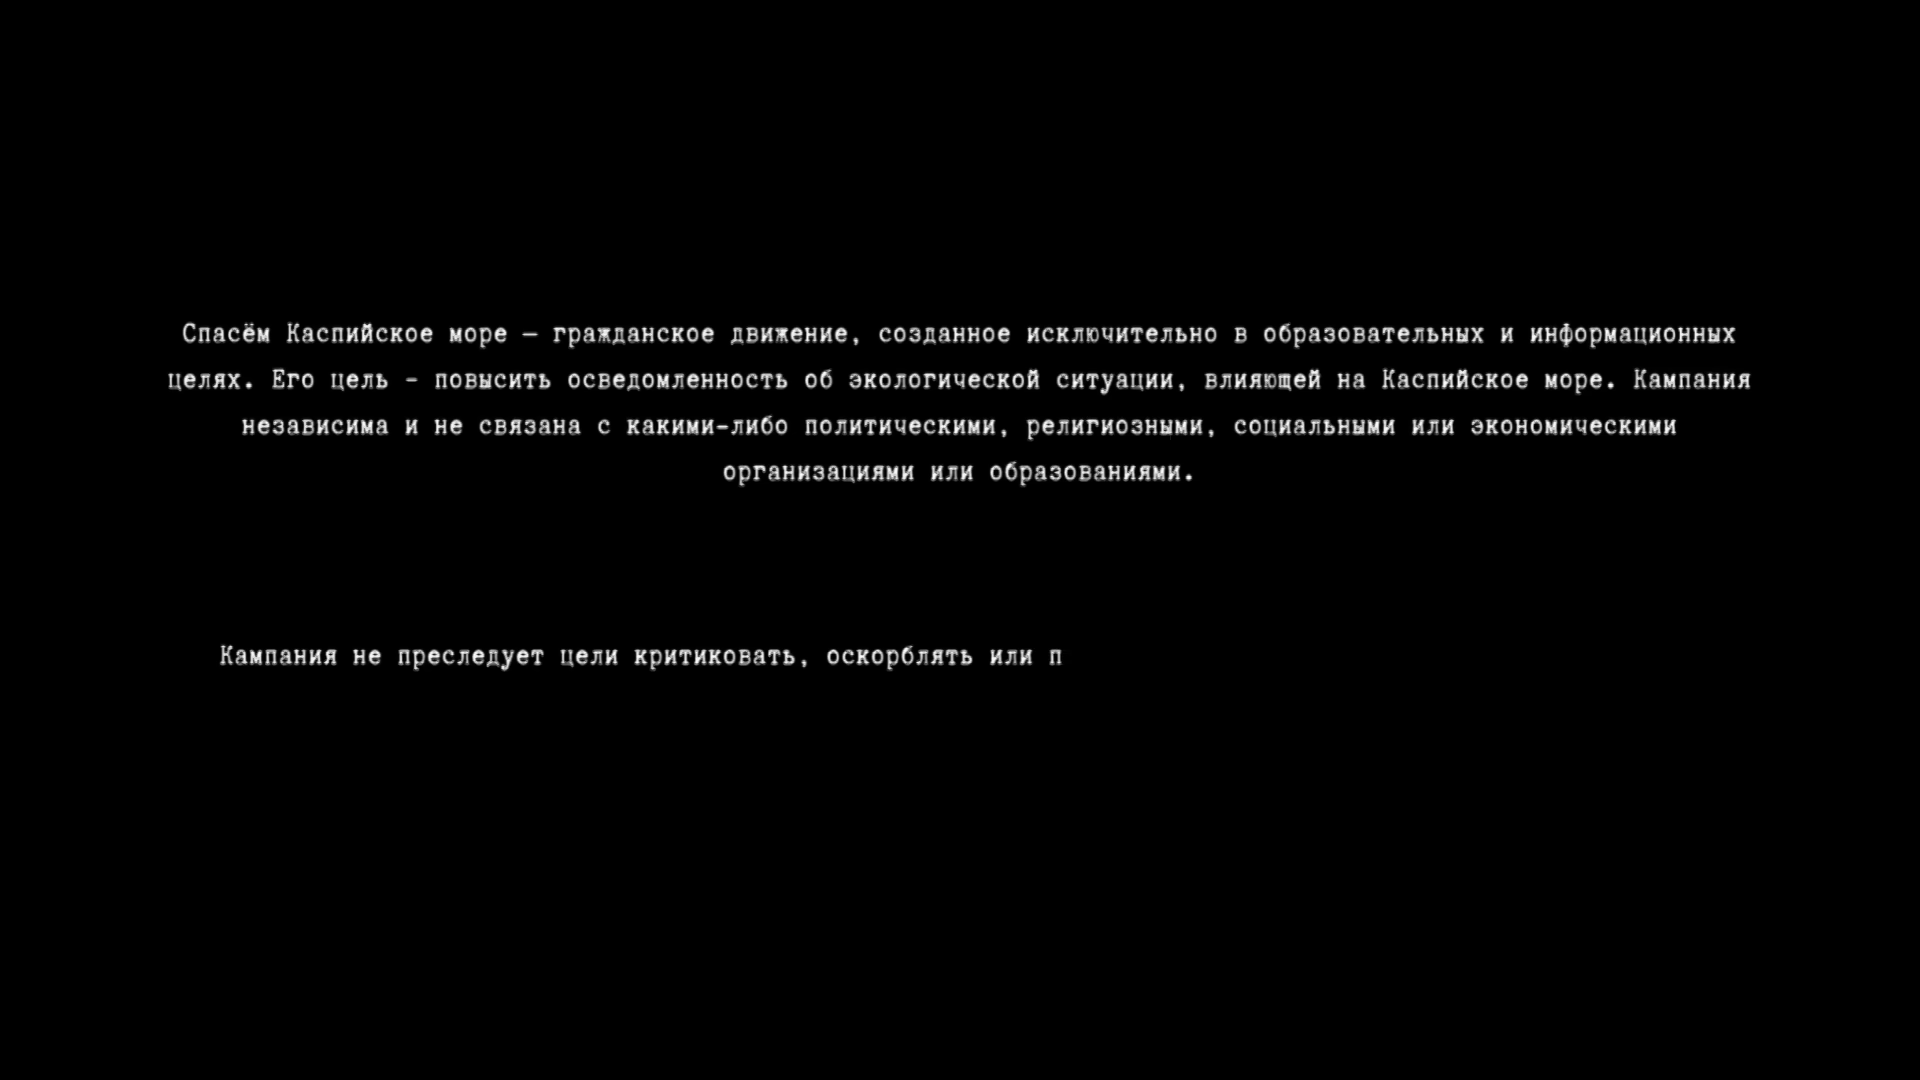 Спасём Каспийское море — гражданское движение, созданное исключительно в образовательных и информационных
целях. Его цель - повысить осведомленность об экологической ситуации, влияющей на Каспийское море. Кампания
независима и не связана с какими-либо политическими, религиозными, социальными или экономическими
организациями или образованиями.
Кампания не преследует цели критиковать, оскорблять или п